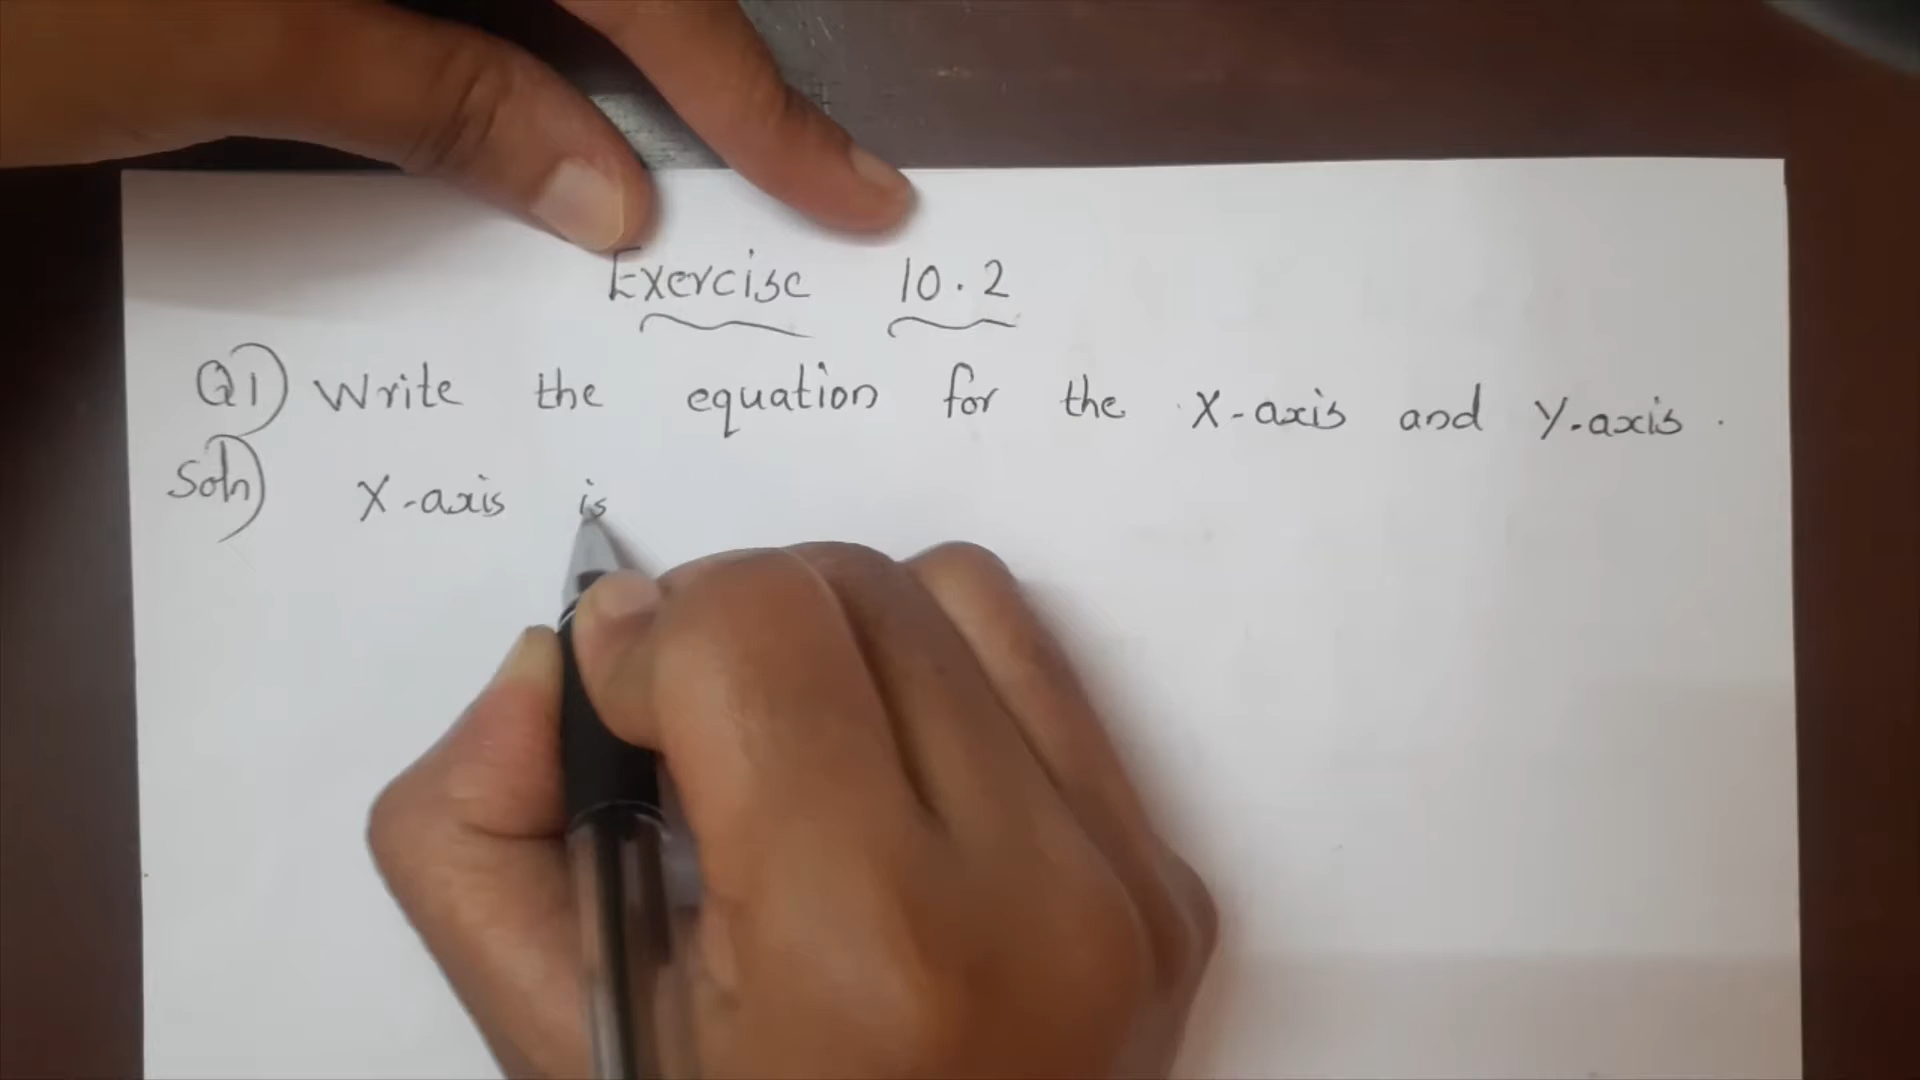 Exercise 10.2
Q1) Write the equation for the X-axis and Y-axis.
Soln) X-axis is